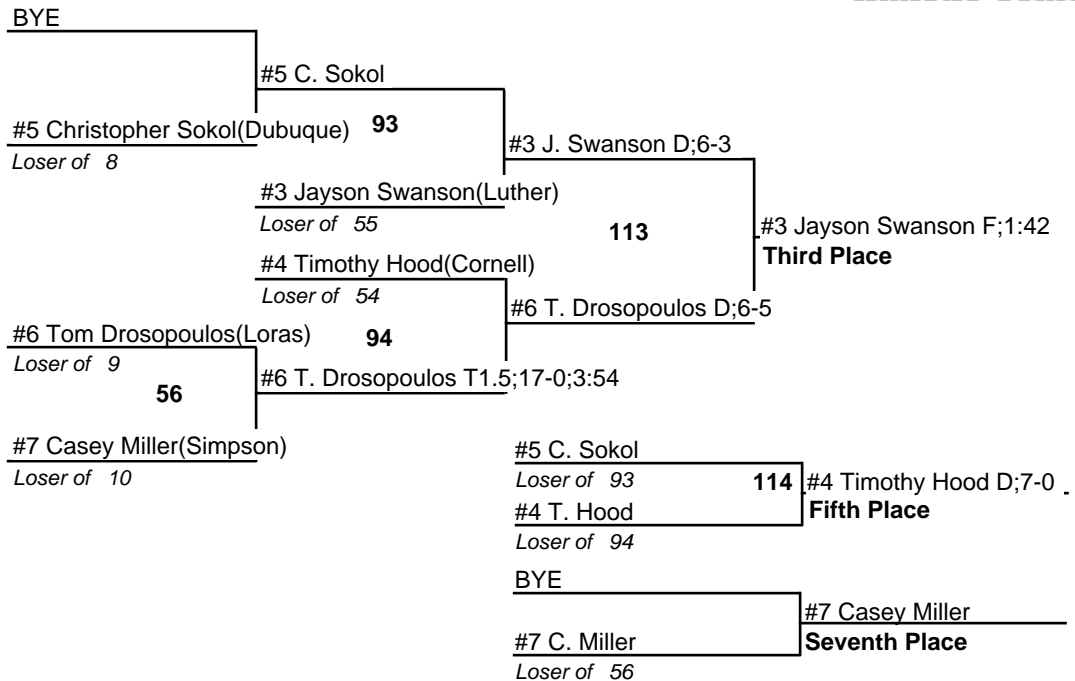 BYE
#5 C. Sokol
#5 Christopher Sokol(Dubuque)
93
Loser of 8
#3 J. Swanson D;6-3
#3 Jayson Swanson(Luther)
Loser of 55
113
#3 Jayson Swanson F;1:42
Third Place
#4 Timothy Hood(Cornell)
Loser of 54
#6 T. Drosopoulos D;6-5
#6 Tom Drosopoulos(Loras)
94
Loser of 9
56
#6 T. Drosopoulos T1.5;17-0;3:54
#7 Casey Miller(Simpson)
Loser of 10
#5 C. Sokol
Loser of 93
114
#4 Timothy Hood D;7-0
Fifth Place
#4 T. Hood
Loser of 94
BYE
#7 Casey Miller
Seventh Place
#7 C. Miller
Loser of 56